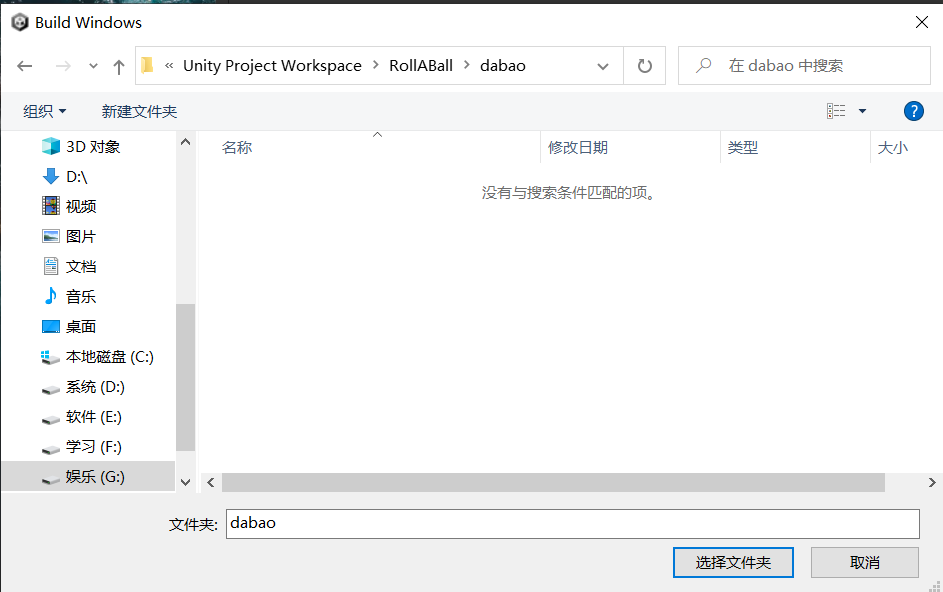 Build Windows
« Unity Project Workspace › RollABall › dabao
在 dabao 中搜索
组织
新建文件夹
?
名称
修改日期
类型
大小
没有与搜索条件匹配的项。
3D 对象
D:\
视频
图片
文档
音乐
桌面
本地磁盘 (C:)
系统 (D:)
软件 (E:)
学习 (F:)
娱乐 (G:)
文件夹: dabao
选择文件夹
取消